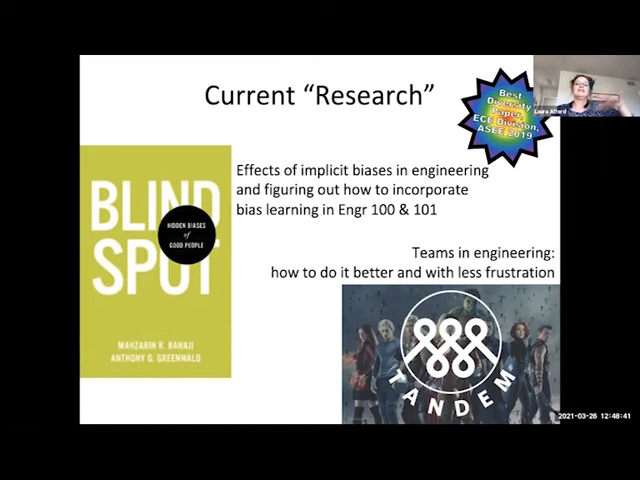 Current “Research”
Best
Diversity
Paper,
ECE Division,
ASEE 2019
Laura Alford
BLIND
SPOT
HIDDEN BIASES
of
GOOD PEOPLE
MAHZARIN R. BANAJI
ANTHONY G. GREENWALD
Effects of implicit biases in engineering
and figuring out how to incorporate
bias learning in Engr 100 & 101
Teams in engineering:
how to do it better and with less frustration
TANDEM
2021-03-26 12:48:41